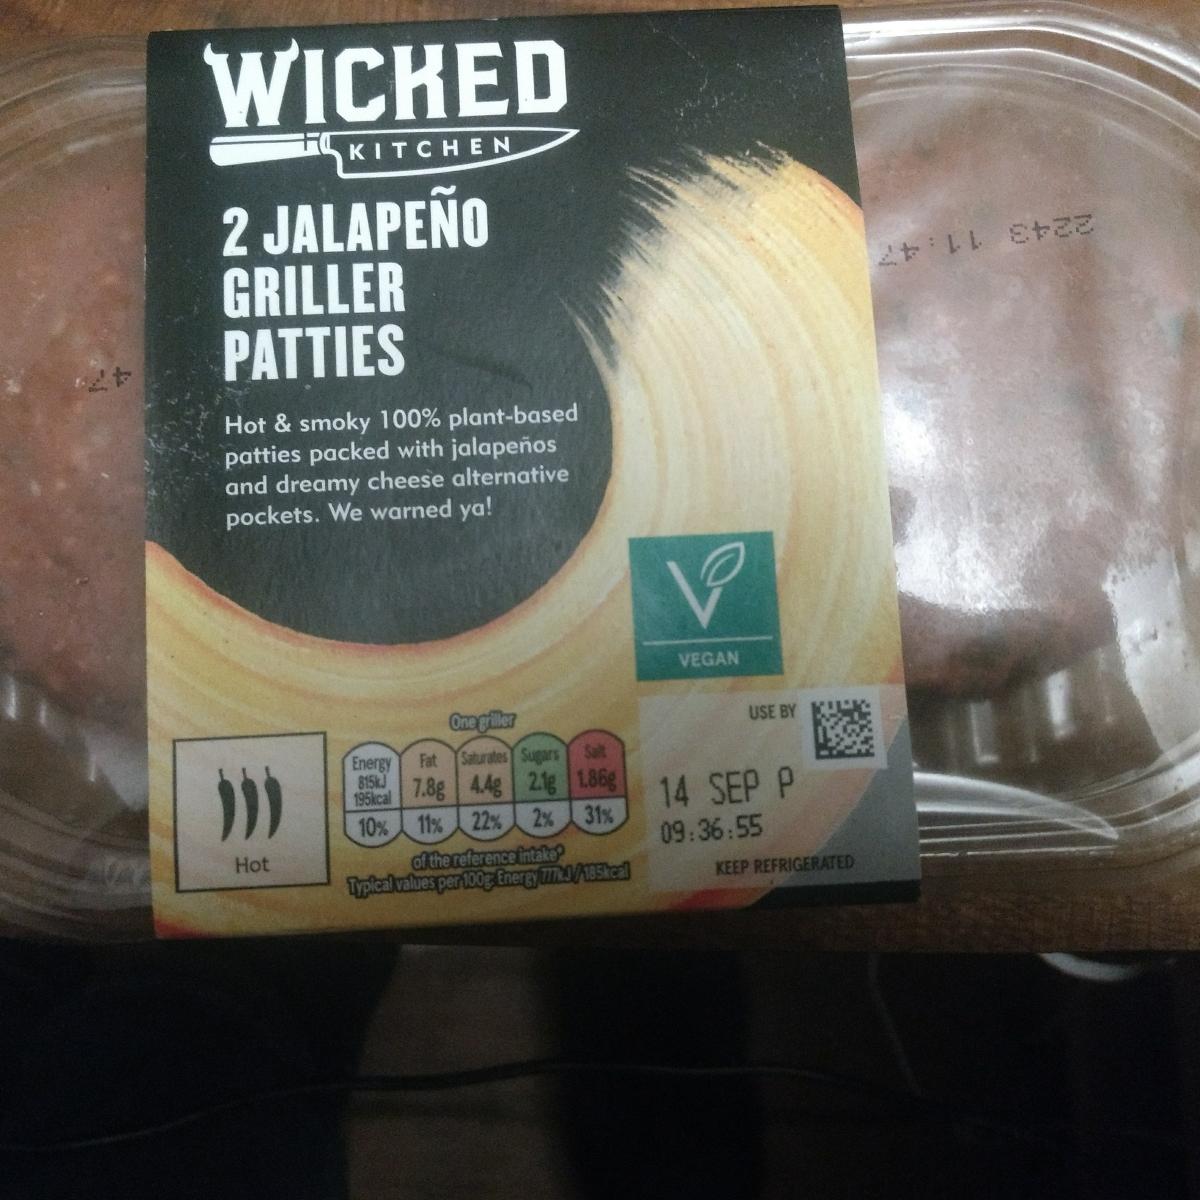 WICKED
KITCHEN
2 JALAPEÑO
GRILLER
PATTIES
Hot & smoky 100% plant-based
patties packed with jalapeños
and dreamy cheese alternative
pockets. We warned ya!
VEGAN
USE BY
14 SEP P
09:36:55
KEEP REFRIGERATED
Hot
One griller
Energy 815kJ 195kcal 10%
Fat 7.8g 11%
Saturates 4.4g 22%
Sugars 2.1g 2%
Salt 1.86g 31%
of the reference intake*
Typical values per 100g: Energy 777kJ / 185kcal
2243 11:47
47